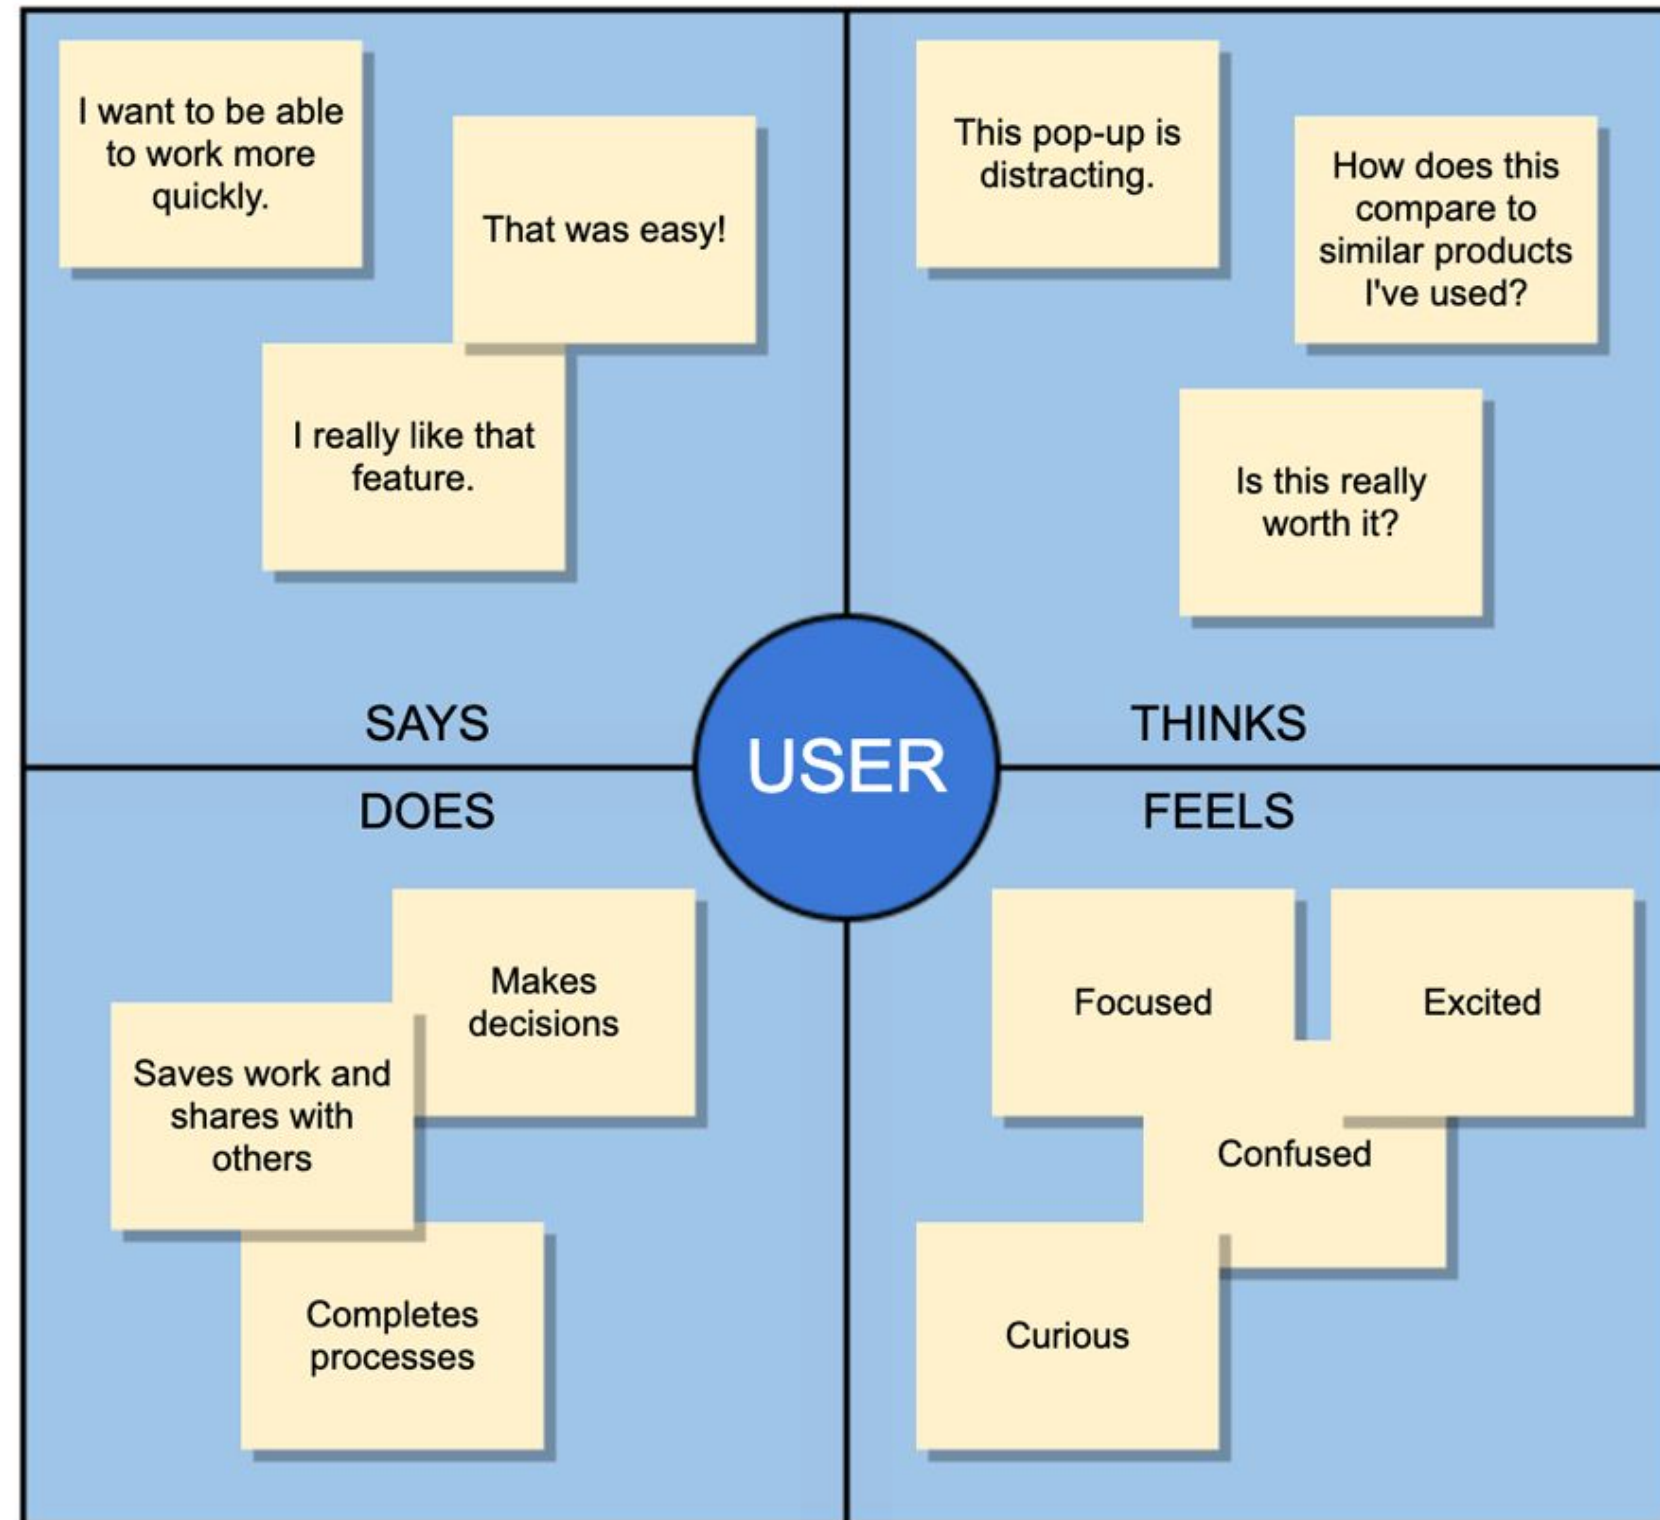 I want to be able
to work more
quickly.
That was easy!
I really like that
feature.
SAYS
This pop-up is
distracting.
How does this
compare to
similar products
I've used?
Is this really
worth it?
THINKS
USER
DOES
Makes
decisions
Saves work and
shares with
others
Completes
processes
FEELS
Focused
Excited
Confused
Curious